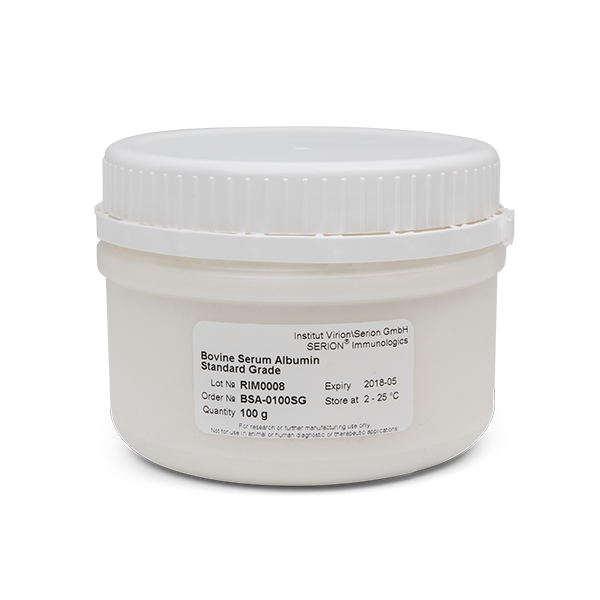 Institut Virion\Serion GmbH
SERION® Immunologics
Bovine Serum Albumin
Standard Grade
Lot № RIM0008 Expiry 2018-05
Order № BSA-0100SG Store at 2 - 25 °C
Quantity 100 g
For research or further manufacturing use only
Not for use in animal or human diagnostic or therapeutic applications.